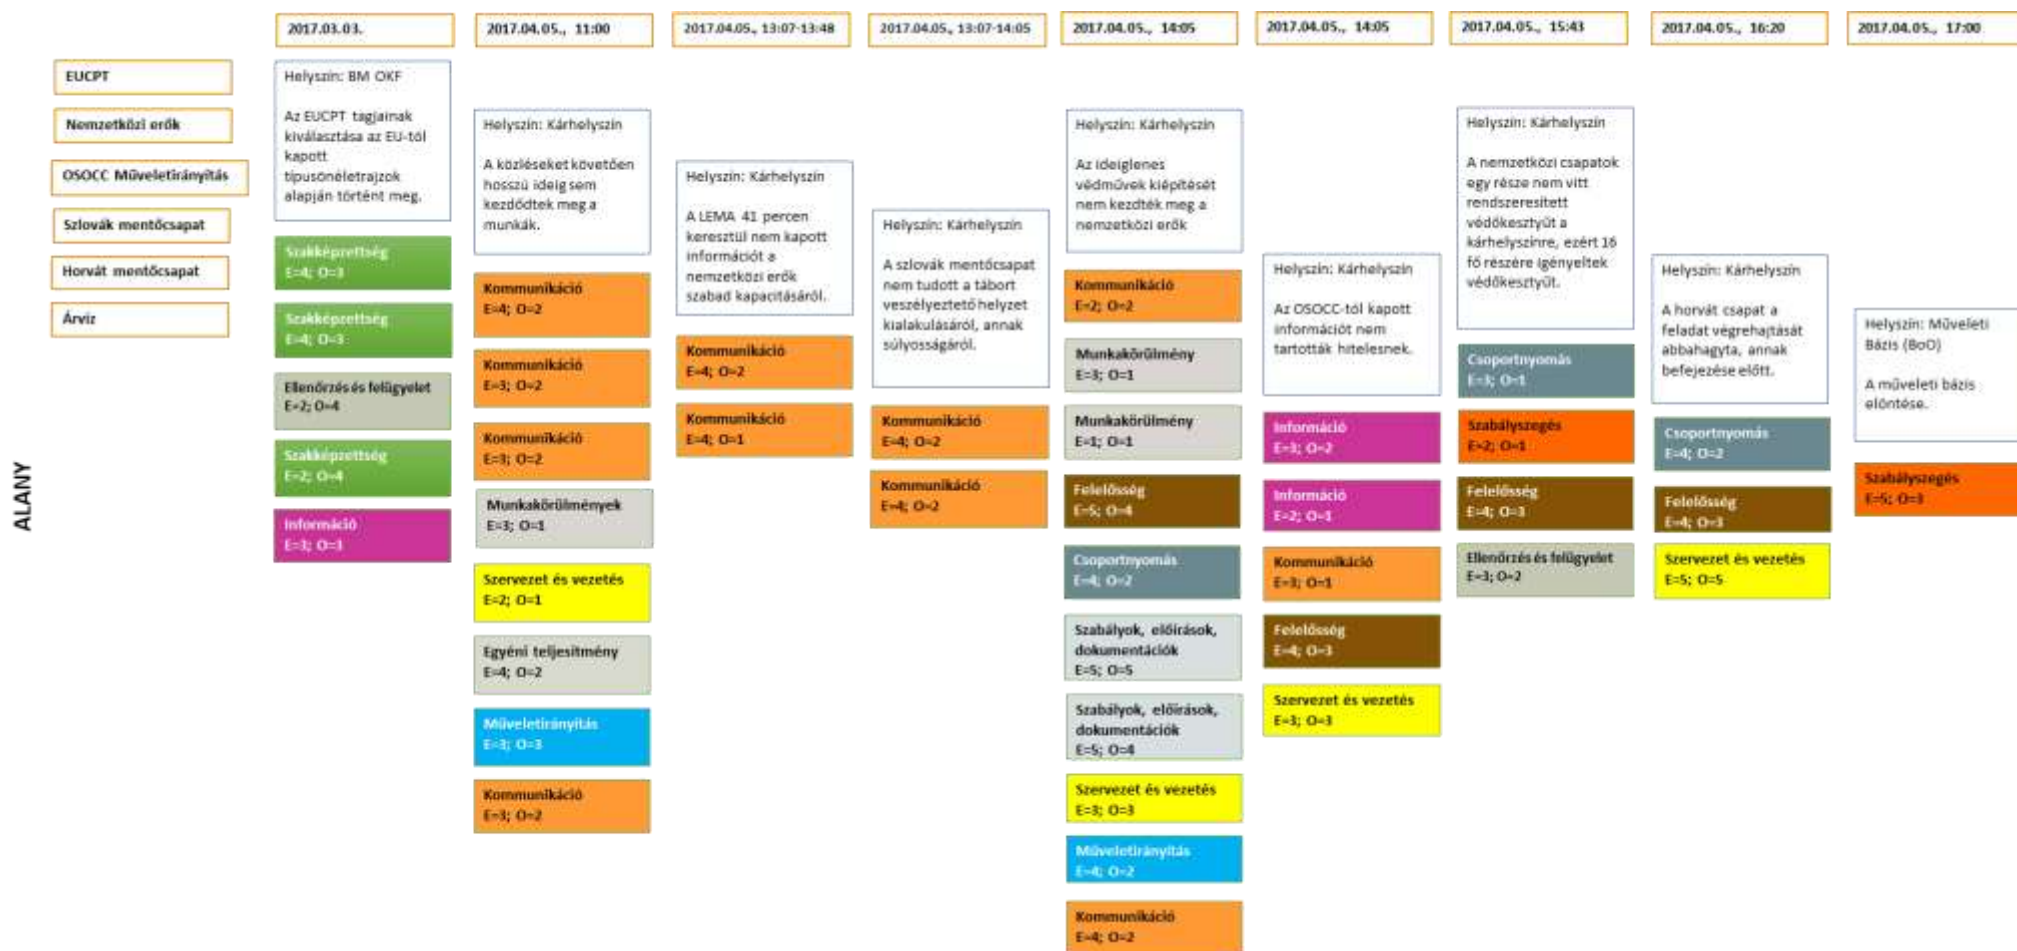 2017.03.03.
2017.04.05., 11:00
2017.04.05., 13:07-13:48
2017.04.05., 13:07-14:05
2017.04.05., 14:05
2017.04.05., 14:05
2017.04.05., 15:43
2017.04.05., 16:20
2017.04.05., 17:00
ALANY
EUCPT
Nemzetközi erők
OSOCC Műveletirányítás
Szlovák mentőcsapat
Horvát mentőcsapat
Árvíz
Helyszín: BM OKF
Az EUCPT tagjainak
kiválasztása az EU-tól
kapott
típusönéletrajzok
alapján történt meg.
Szakképzettség
E=4; O=3
Szakképzettség
E=4; O=3
Ellenőrzés és felügyelet
E=2; O=4
Szakképzettség
E=2; O=4
Információ
E=3; O=3
Helyszín: Kárhelyszín
A közléseket követően
hosszú ideig sem
kezdődtek meg a
munkák.
Kommunikáció
E=4; O=2
Kommunikáció
E=3; O=2
Kommunikáció
E=3; O=2
Munkakörülmények
E=3; O=1
Szervezet és vezetés
E=2; O=1
Egyéni teljesítmény
E=4; O=2
Műveletirányítás
E=3; O=3
Kommunikáció
E=3; O=2
Helyszín: Kárhelyszín
A LEMA 41 percen
keresztül nem kapott
információt a
nemzetközi erők
szabad kapacitásáról.
Kommunikáció
E=4; O=2
Kommunikáció
E=4; O=1
Helyszín: Kárhelyszín
A szlovák mentőcsapat
nem tudott a tábort
veszélyeztető helyzet
kialakulásáról, annak
súlyosságáról.
Kommunikáció
E=4; O=2
Kommunikáció
E=4; O=2
Helyszín: Kárhelyszín
Az ideiglenes
védművek kiépítését
nem kezdték meg a
nemzetközi erők
Kommunikáció
E=2; O=2
Munkakörülmény
E=3; O=1
Munkakörülmény
E=1; O=1
Felelősség
E=5; O=4
Csoportnyomás
E=4; O=2
Szabályok, előírások,
dokumentációk
E=5; O=5
Szabályok, előírások,
dokumentációk
E=5; O=4
Szervezet és vezetés
E=3; O=3
Műveletirányítás
E=4; O=2
Kommunikáció
E=4; O=2
Helyszín: Kárhelyszín
Az OSOCC-tól kapott
információt nem
tartották hitelesnek.
Információ
E=3; O=2
Információ
E=2; O=1
Kommunikáció
E=3; O=1
Felelősség
E=4; O=3
Szervezet és vezetés
E=3; O=3
Helyszín: Kárhelyszín
A nemzetközi csapatok
egy része nem vitt
rendszeresített
védőkesztyűt a
kárhelyszínre, ezért 16
fő részére igényeltek
védőkesztyűt.
Csoportnyomás
E=3; O=1
Szabályszegés
E=2; O=1
Felelősség
E=4; O=3
Ellenőrzés és felügyelet
E=3; O=2
Helyszín: Kárhelyszín
A horvát csapat a
feladat végrehajtását
abbahagyta, annak
befejezése előtt.
Csoportnyomás
E=4; O=2
Felelősség
E=4; O=3
Szervezet és vezetés
E=5; O=5
Helyszín: Műveleti
Bázis (BoO)
A műveleti bázis
elöntése.
Szabályszegés
E=5; O=3